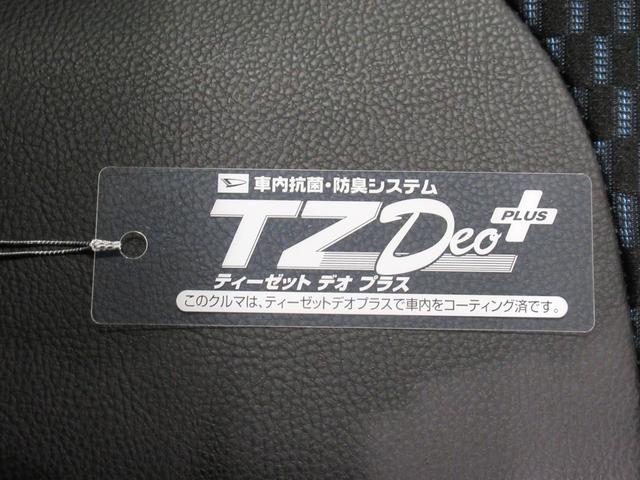 車内抗菌・防臭システム
TZ Deo PLUS
ティーゼット デオ プラス
このクルマは、ティーゼットデオプラスで車内をコーティング済です。